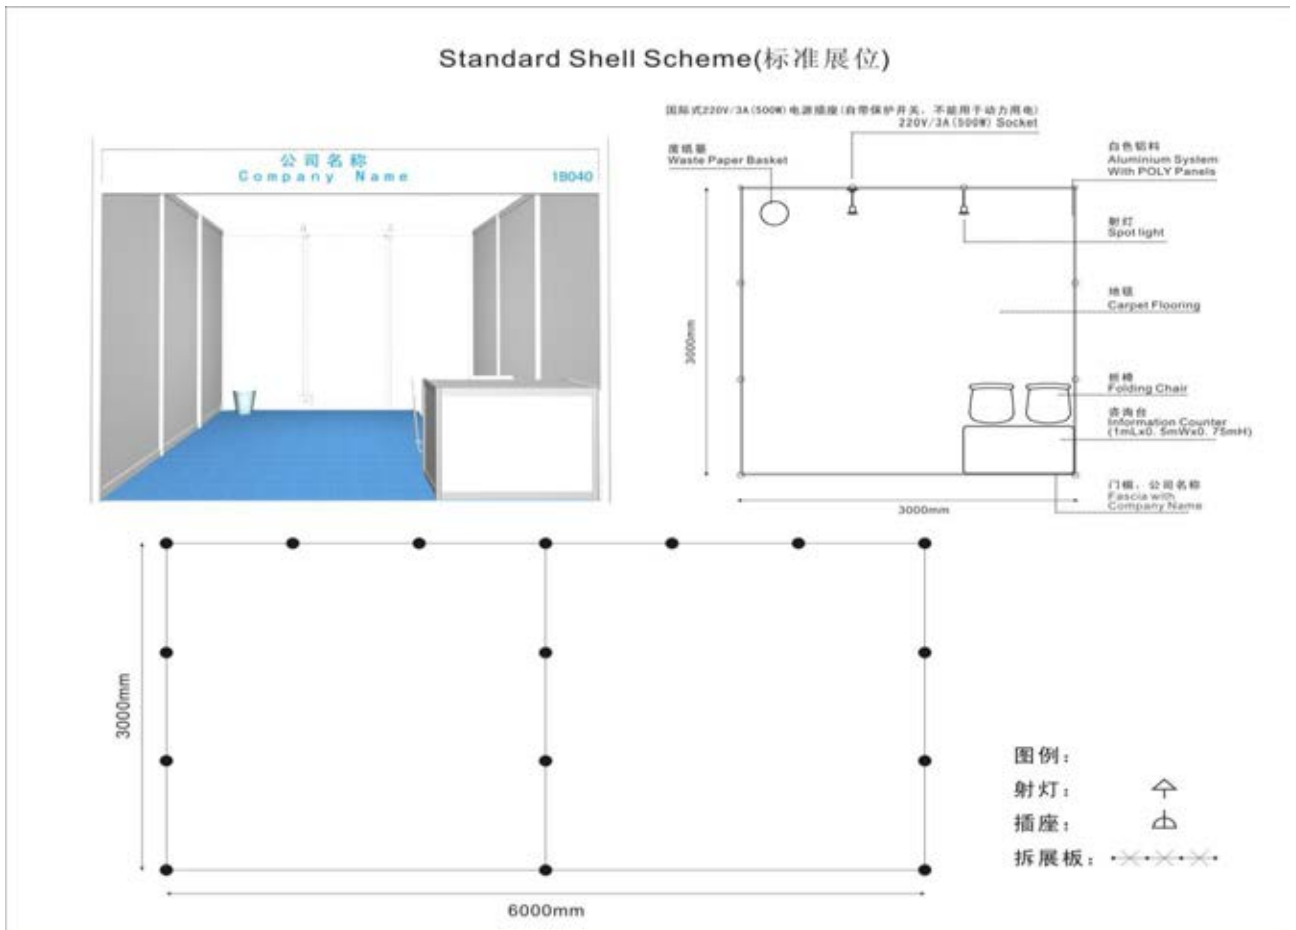 Standard Shell Scheme(标准展位)
公司名称
Company Name
1B040
国际式220V/3A(500W)电源插座(自带保护开关，不能用于动力用电)
220V/3A(500W) Socket
废纸篓
Waste Paper Basket
白色铝料
Aluminium System
With POLY Panels
射灯
Spot light
地毯
Carpet Flooring
折椅
Folding Chair
咨询台
Information Counter
(1mLx0.5mWx0.75mH)
门楣，公司名称
Fascia with
Company Name
3000mm
3000mm
3000mm
6000mm
图例：
射灯：
插座：
拆展板：